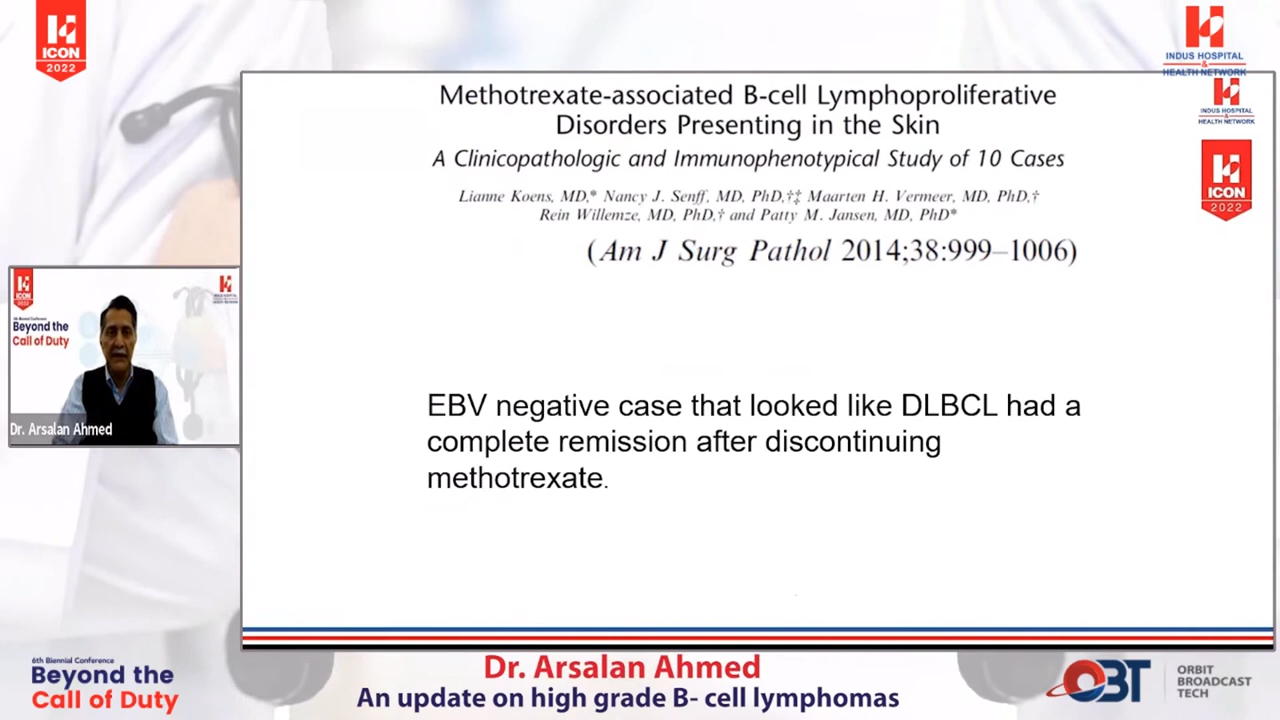 ICON
2022
INDUS HOSPITAL
&
HEALTH NETWORK
INDUS HOSPITAL
&
HEALTH NETWORK
ICON
2022
Methotrexate-associated B-cell Lymphoproliferative
Disorders Presenting in the Skin
A Clinicopathologic and Immunophenotypical Study of 10 Cases
Lianne Koens, MD,* Nancy J. Senff, MD, PhD,†‡ Maarten H. Vermeer, MD, PhD,†
Rein Willemze, MD, PhD,† and Patty M. Jansen, MD, PhD*
(Am J Surg Pathol 2014;38:999–1006)
ICON
2022
Beyond the
Call of Duty
Dr. Arsalan Ahmed
EBV negative case that looked like DLBCL had a
complete remission after discontinuing
methotrexate.
6th Biennial Conference
Beyond the
Call of Duty
Dr. Arsalan Ahmed
An update on high grade B- cell lymphomas
OBT
ORBIT
BROADCAST
TECH